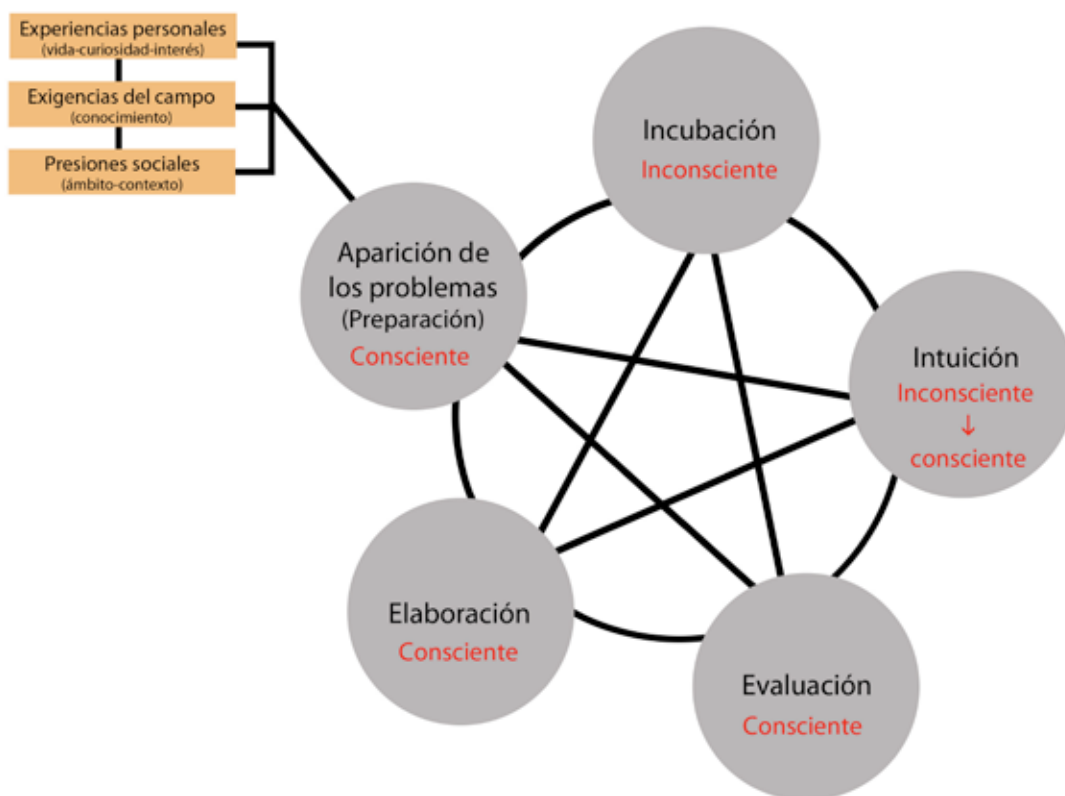 Experiencias personales
(vida-curiosidad-interés)
Exigencias del campo
(conocimiento)
Presiones sociales
(ámbito-contexto)
Incubación
Inconsciente
Aparición de
los problemas
(Preparación)
Consciente
Intuición
Inconsciente
↓
consciente
Elaboración
Consciente
Evaluación
Consciente